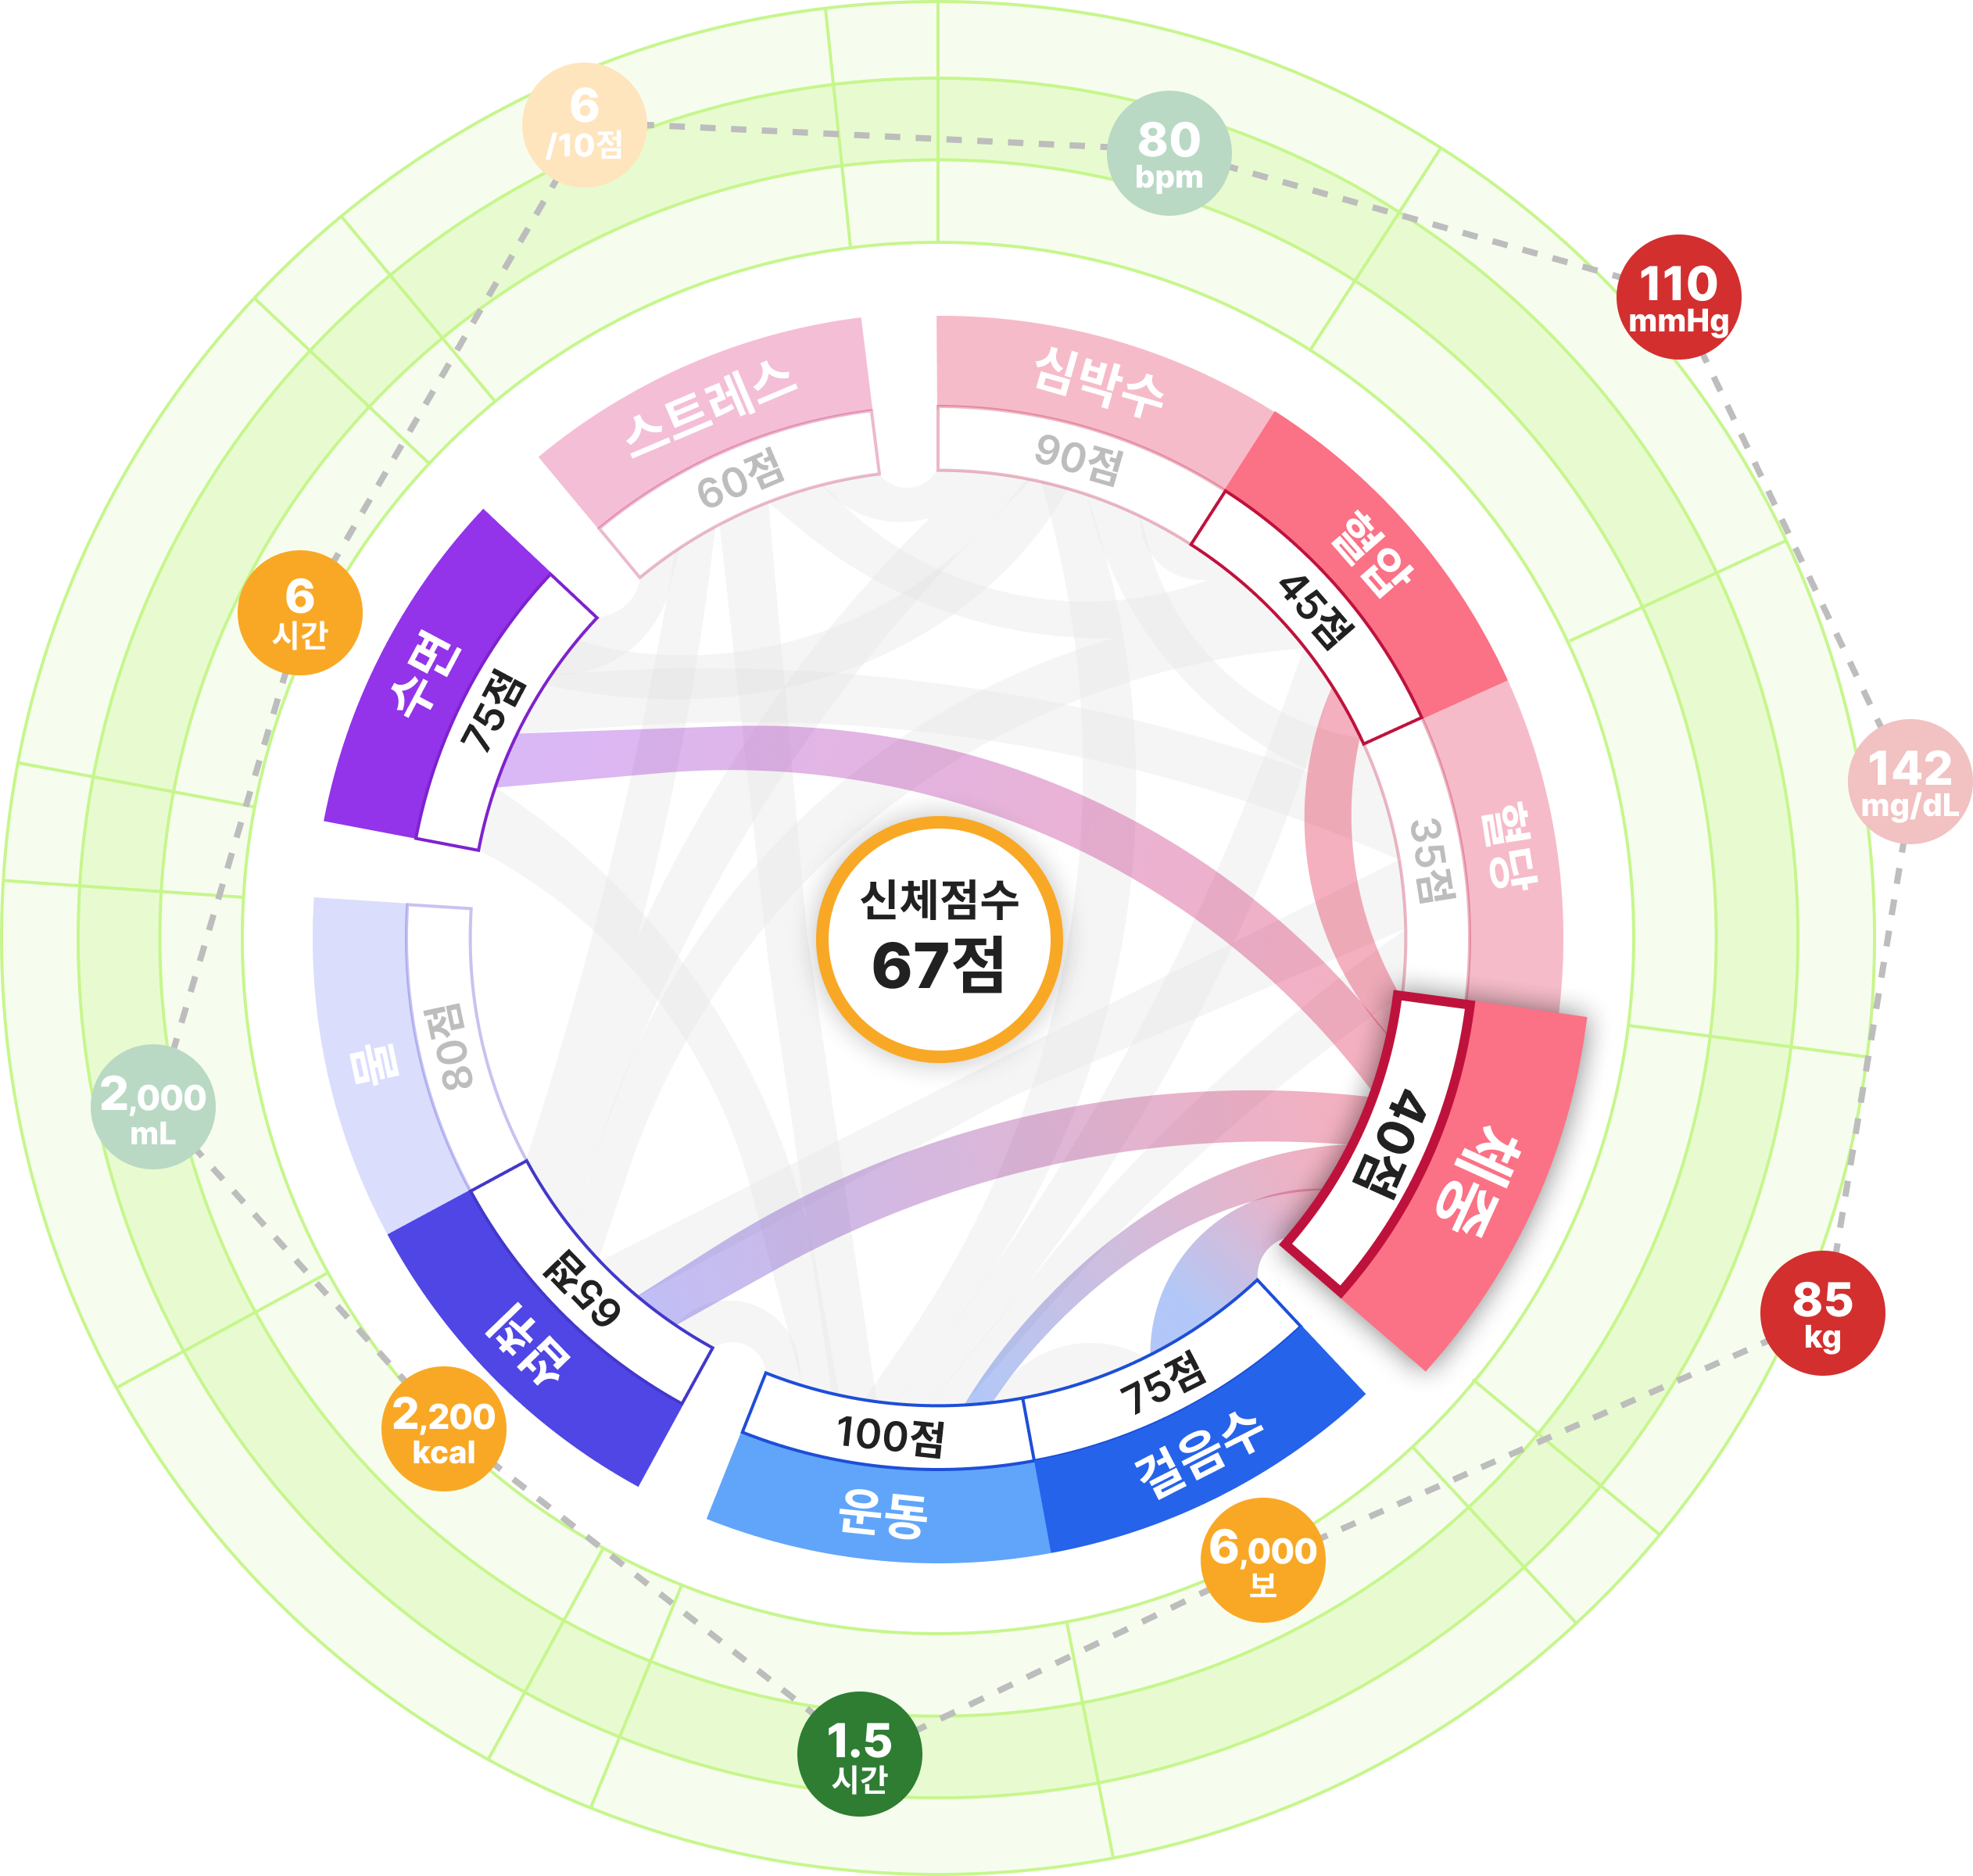 6
/10점
80
bpm
110
mmHg
142
mg/dL
85
kg
6,000
보
1.5
시간
2,200
kcal
2,000
mL
6
시간
스트레스
60점
심박수
90점
혈압
45점
혈당
35점
체중
40점
걸음수
75점
운동
100점
식사
65점
물
80점
수면
75점
신체점수
67점